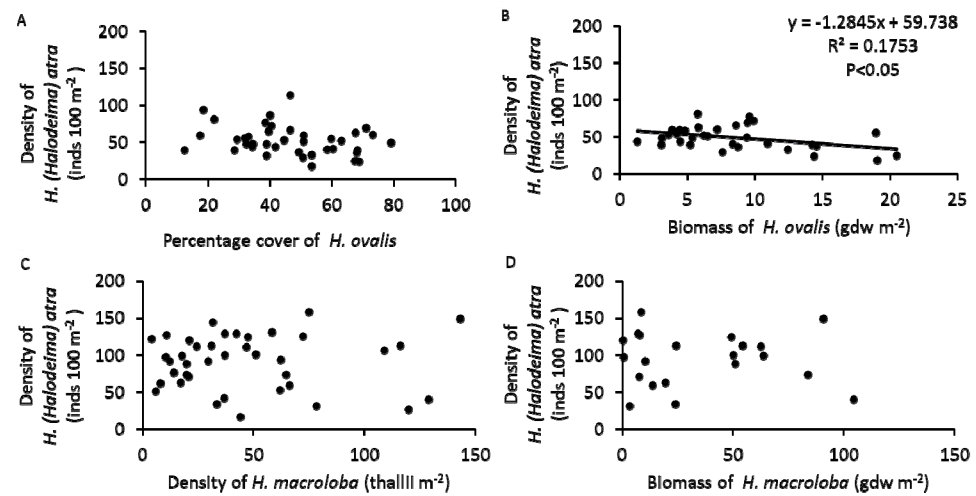 A
Density of
H. (Halodeima) atra
(inds 100 m-2)
200
150
100
50
0
0 20 40 60 80 100
Percentage cover of H. ovalis
B
y = -1.2845x + 59.738
R² = 0.1753
P<0.05
Density of
H. (Halodeima) atra
(inds 100 m-2)
200
150
100
50
0
0 5 10 15 20 25
Biomass of H. ovalis (gdw m-2)
C
Density of
H. (Halodeima) atra
(inds 100 m-2)
200
150
100
50
0
0 50 100 150
Density of H. macroloba (thallii m-2)
D
Density of
H. (Halodeima) atra
(inds 100 m-2)
200
150
100
50
0
0 50 100 150
Biomass of H. macroloba (gdw m-2)